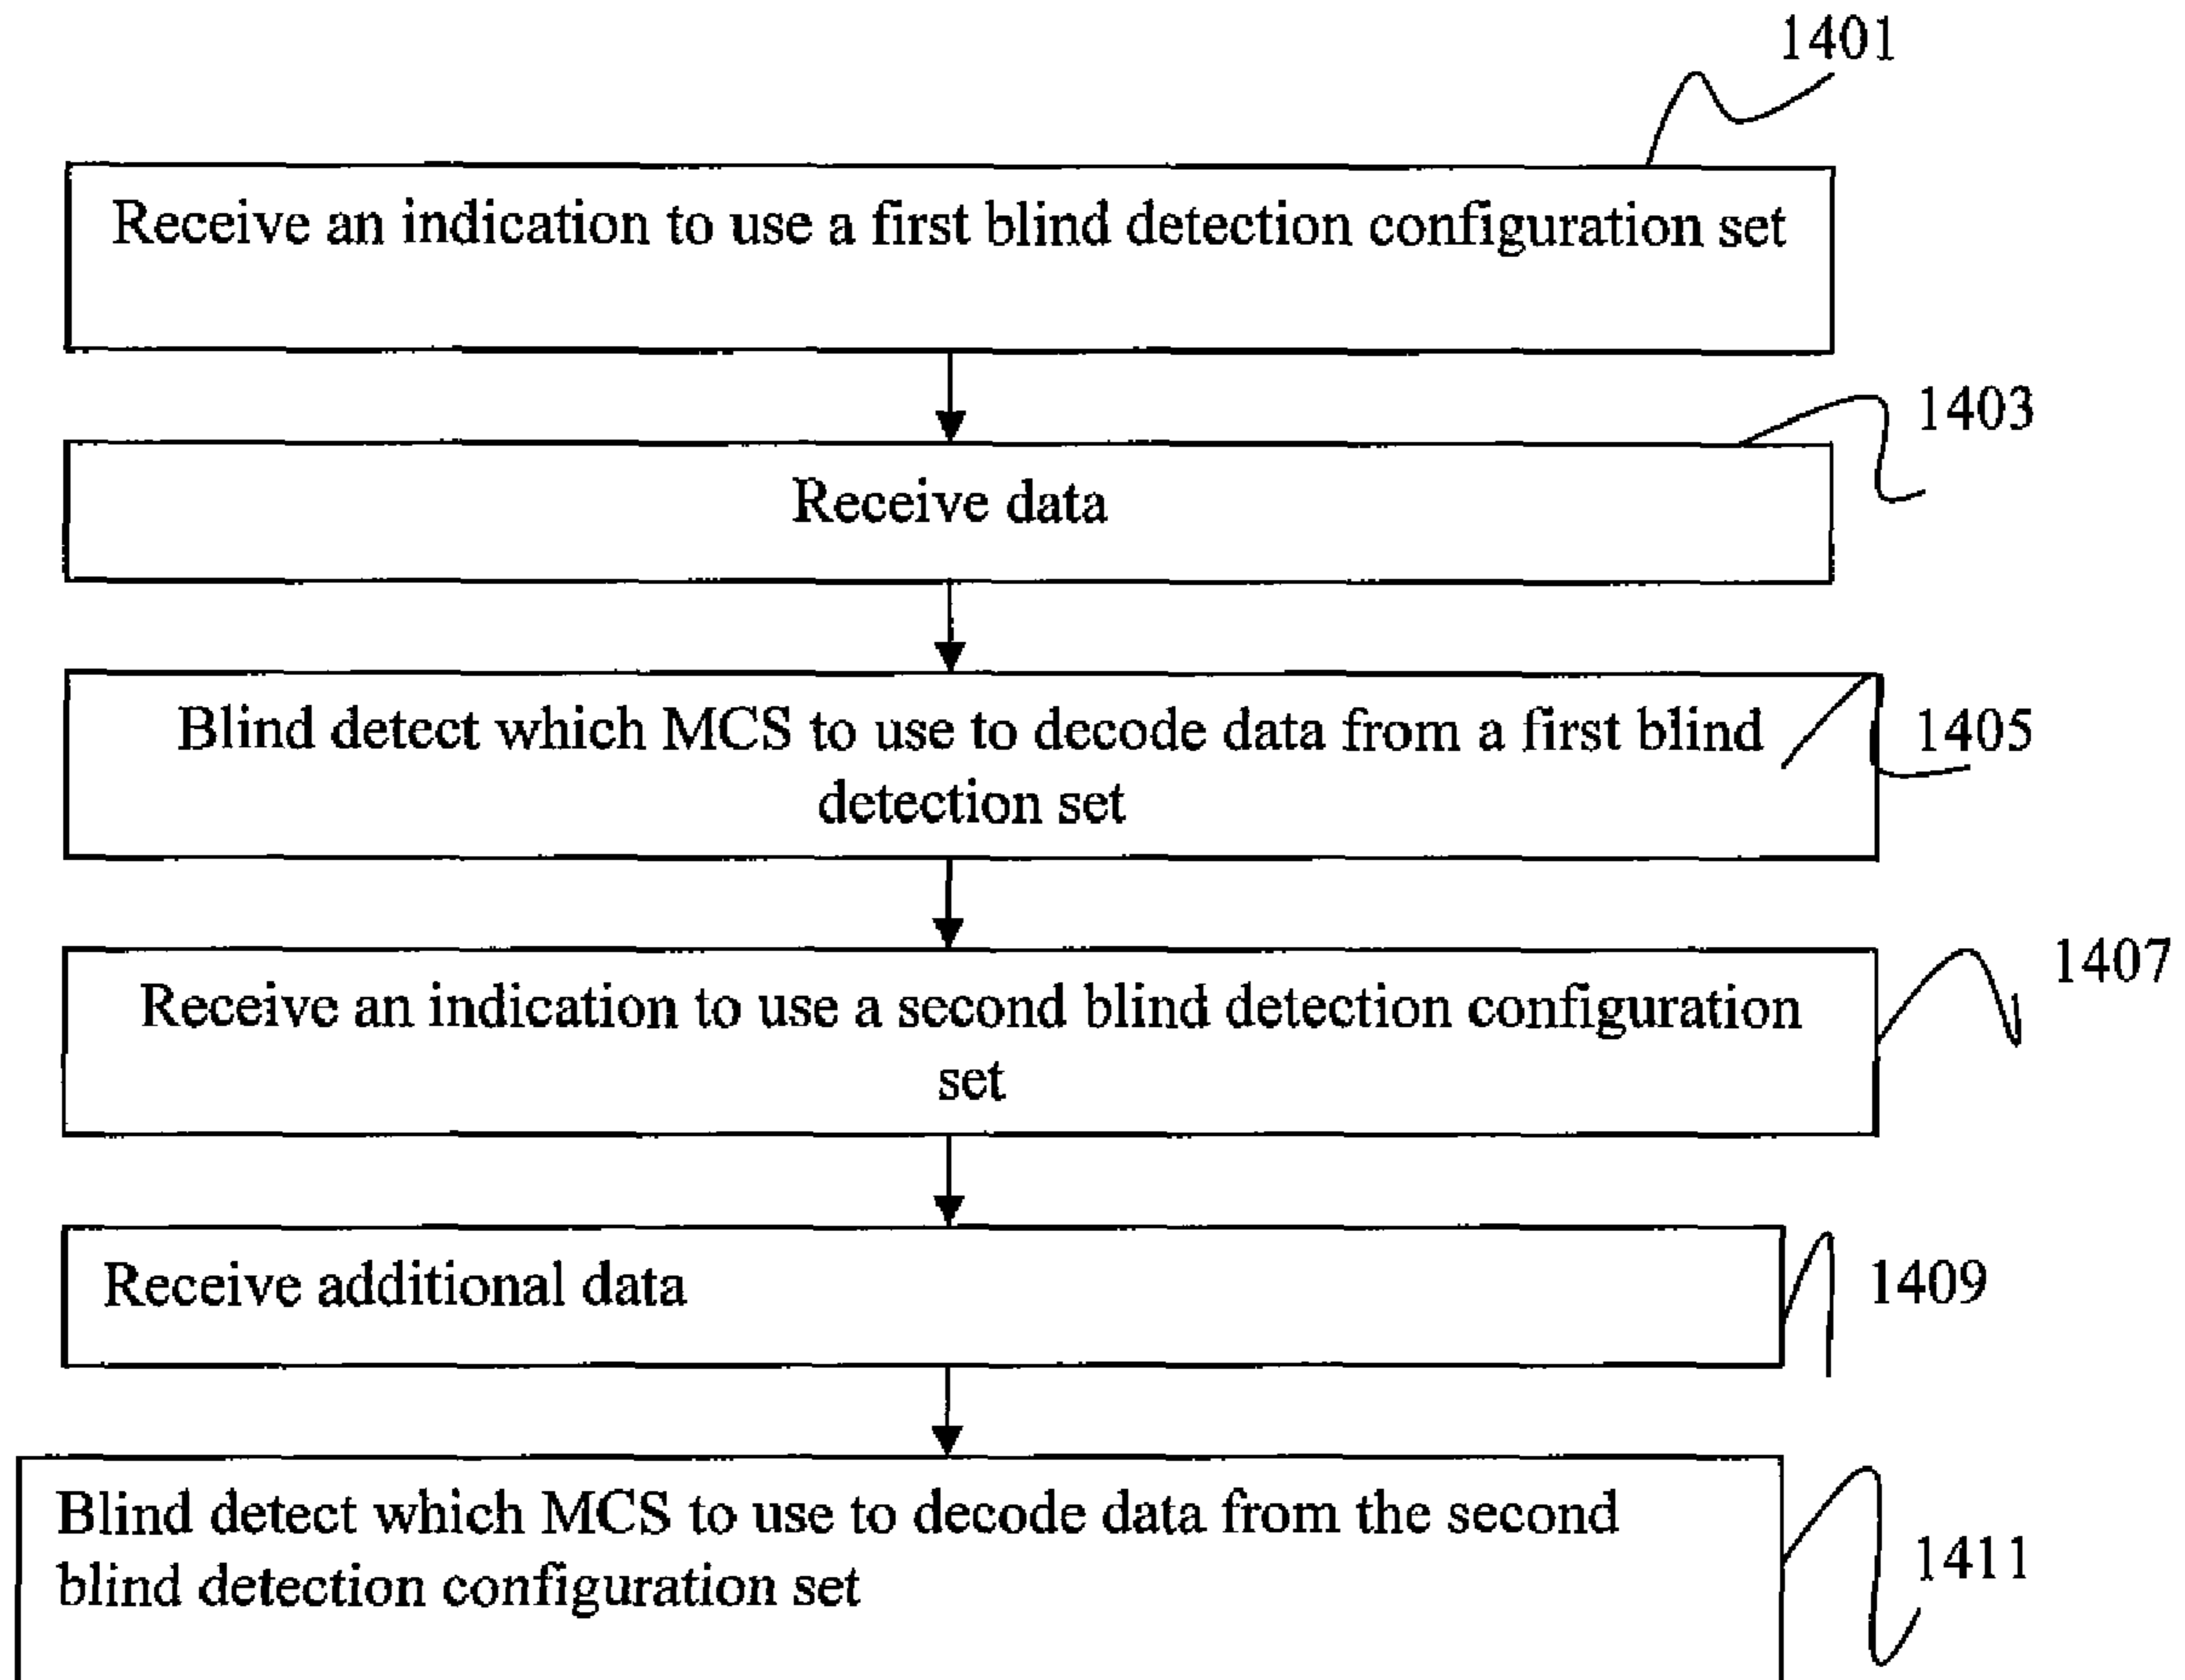 1401
Receive an indication to use a first blind detection configuration set
1403
Receive data
Blind detect which MCS to use to decode data from a first blind
detection set
1405
1407
Receive an indication to use a second blind detection configuration
set
Receive additional data
1409
Blind detect which MCS to use to decode data from the second
blind detection configuration set
1411